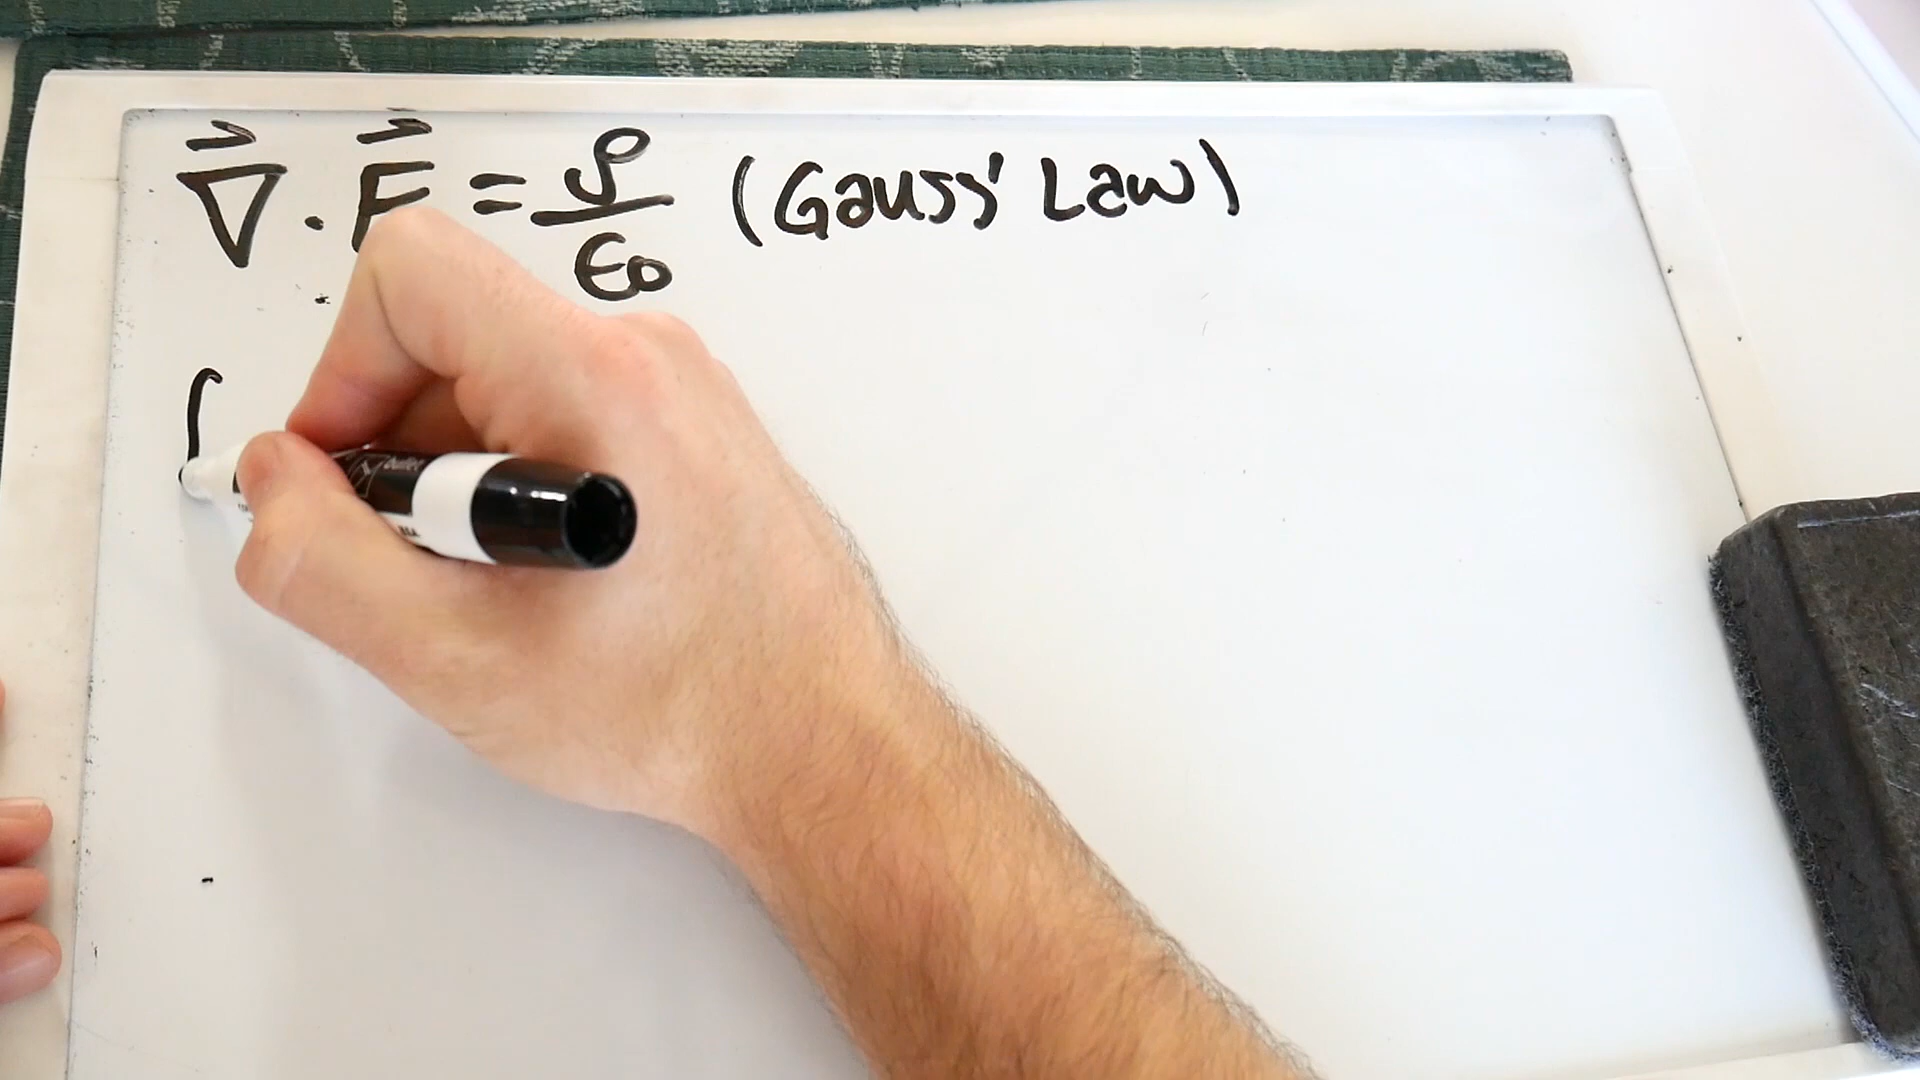 ∇⃗ · E⃗ = ρ/ε₀ (Gauss' Law)
∫